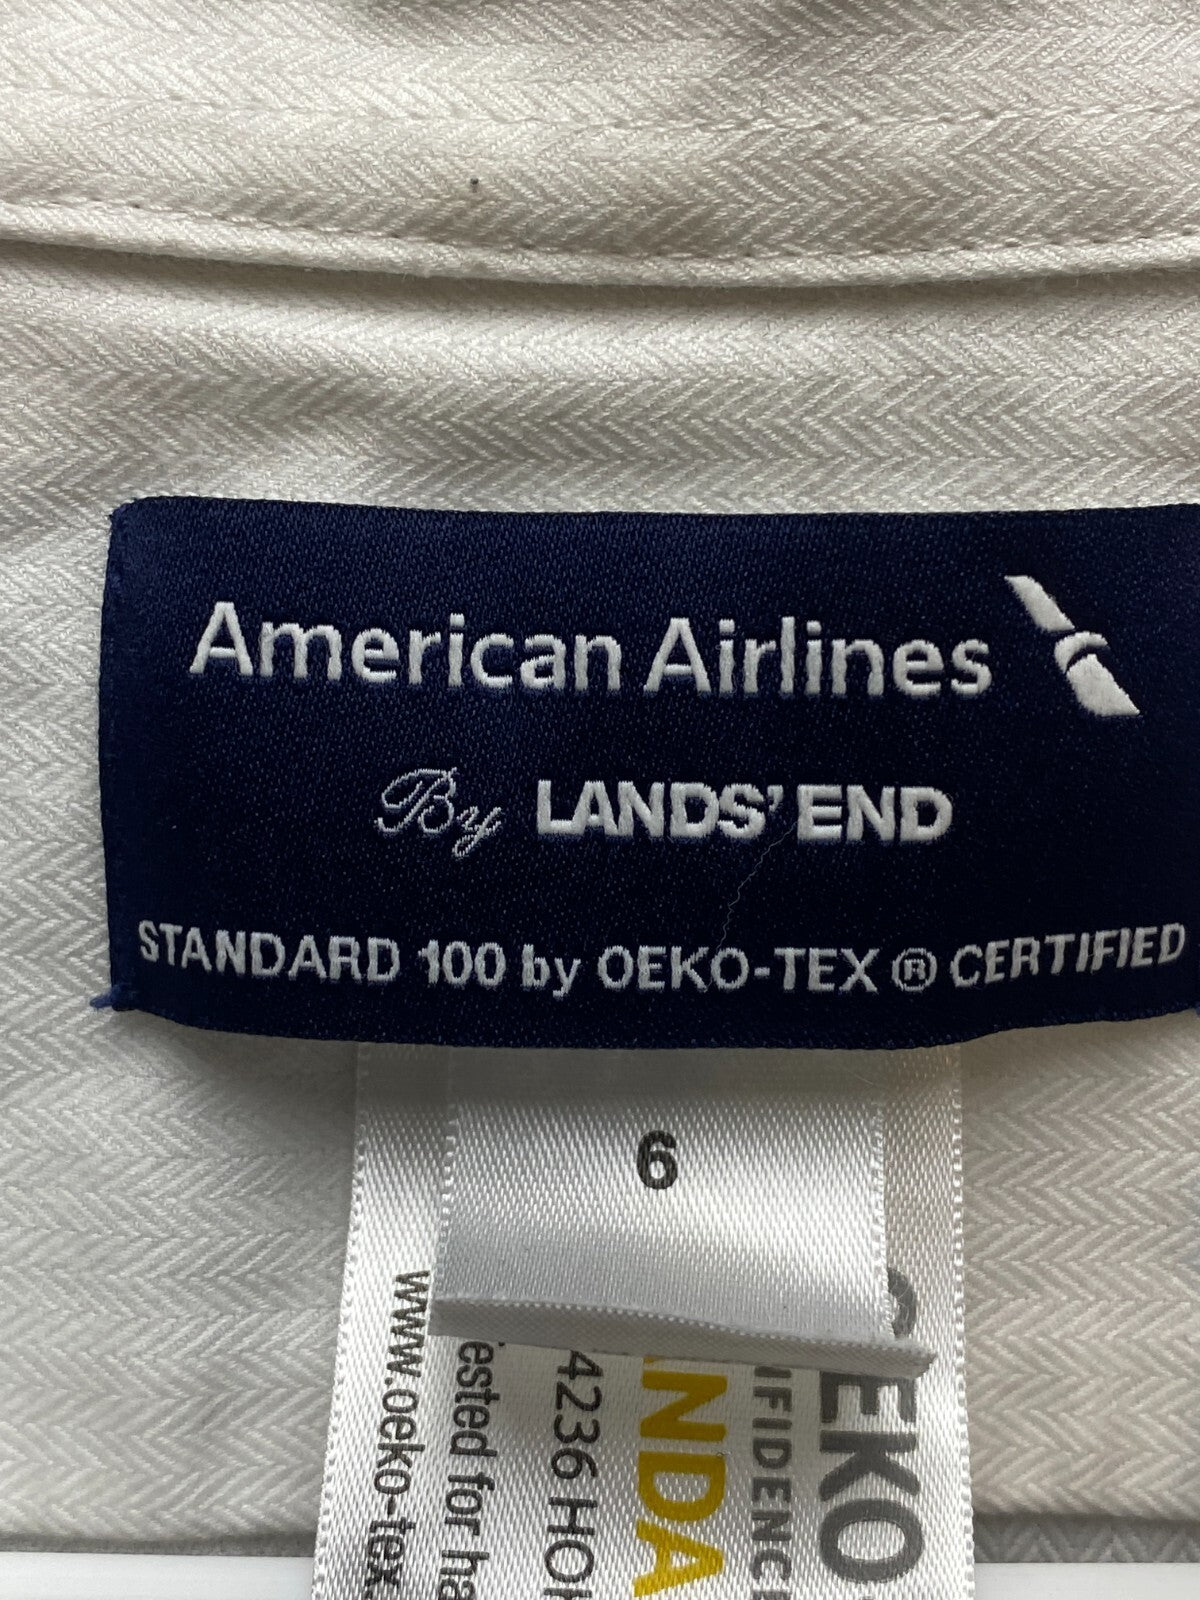 American Airlines
By LANDS' END
STANDARD 100 by OEKO-TEX ® CERTIFIED
6
EKO
NFIDENC
NDA
4236 HO
ested for ha
www.oeko-tex.